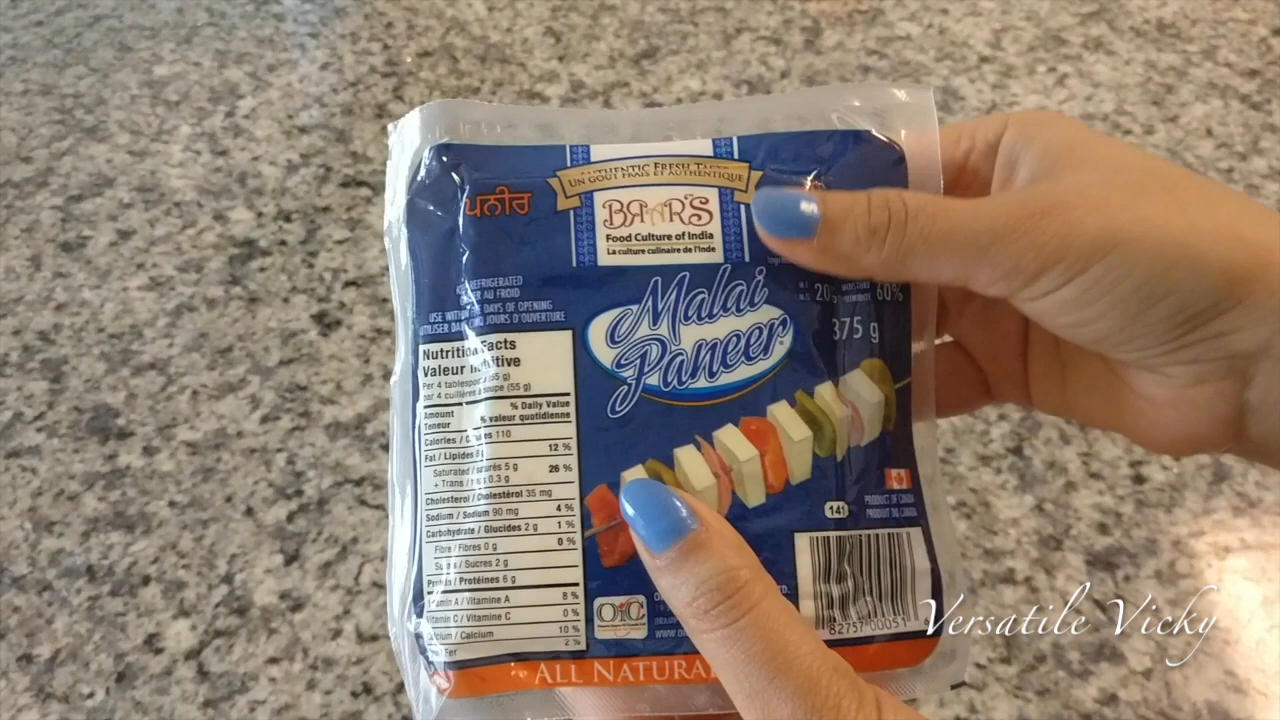 AUTHENTIC FRESH TASTE
UN GOÛT FRAIS ET AUTHENTIQUE
ਪਨੀਰ
BRAR'S
Food Culture of India
La culture culinaire de l'Inde
REFRIGERATED
AU FROID
USE WITHIN DAYS OF OPENING
JOURS D'OUVERTURE
Malai
Paneer
20% 60%
375 g
Nutrition Facts
Valeur nutritive
Per 4 tablespoons (55 g)
par 4 cuillères à soupe (55 g)
Amount % Daily Value
Teneur % valeur quotidienne
Calories / Calories 110
Fat / Lipides 8 g 12 %
Saturated / saturés 5 g 26 %
+ Trans / trans 0.3 g
Cholesterol / Cholestérol 35 mg
Sodium / Sodium 90 mg 4 %
Carbohydrate / Glucides 2 g 1 %
Fibre / Fibres 0 g 0 %
Sugars / Sucres 2 g
Protein / Protéines 6 g
Vitamin A / Vitamine A 8 %
Vitamin C / Vitamine C 0 %
Calcium / Calcium 10 %
Fer 2 %
PRODUCT OF CANADA
PRODUIT DU CANADA
141
OFC
82757 00051
ALL NATURAL
Versatile Vicky